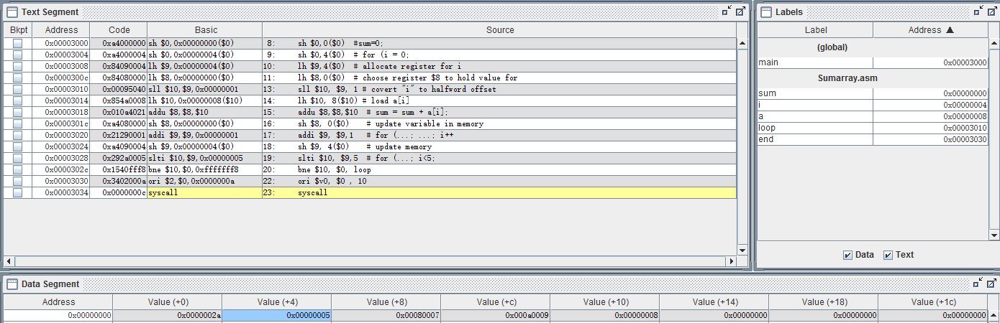 Text Segment
Bkpt Address Code Basic Source
0x00003000 0xa4000000 sh $0,0x00000000($0) 8: sh $0,0($0) #sum=0;
0x00003004 0xa4000004 sh $0,0x00000004($0) 9: sh $0,4($0) # for (i = 0;
0x00003008 0x84090004 lh $9,0x00000004($0) 10: lh $9,4($0) # allocate register for i
0x0000300c 0x84080000 lh $8,0x00000000($0) 11: lh $8,0($0) # choose register $8 to hold value for
0x00003010 0x00095040 sll $10,$9,0x00000001 13: sll $10, $9, 1 # covert "i" to halfword offset
0x00003014 0x854a0008 lh $10,0x00000008($10) 14: lh $10, 8($10) # load a[i]
0x00003018 0x010a4021 addu $8,$8,$10 15: addu $8,$8,$10 # sum = sum + a[i];
0x0000301c 0xa4080000 sh $8,0x00000000($0) 16: sh $8, 0($0) # update variable in memory
0x00003020 0x21290001 addi $9,$9,0x00000001 17: addi $9, $9,1 # for (...; ...; i++
0x00003024 0xa4090004 sh $9,0x00000004($0) 18: sh $9, 4($0) # update memory
0x00003028 0x292a0005 slti $10,$9,0x00000005 19: slti $10, $9,5 # for (...; i<5;
0x0000302c 0x1540fff8 bne $10,$0,0xfffffff8 20: bne $10, $0, loop
0x00003030 0x3402000a ori $2,$0,0x0000000a 22: ori $v0, $0 , 10
0x00003034 0x0000000c syscall 23: syscall
Labels
Label Address ▲
(global)
main 0x00003000
Sumarray.asm
sum 0x00000000
i 0x00000004
a 0x00000008
loop 0x00003010
end 0x00003030
Data Text
Data Segment
Address Value (+0) Value (+4) Value (+8) Value (+c) Value (+10) Value (+14) Value (+18) Value (+1c)
0x00000000 0x0000002a 0x00000005 0x00080007 0x000a0009 0x00000008 0x00000000 0x00000000 0x00000000